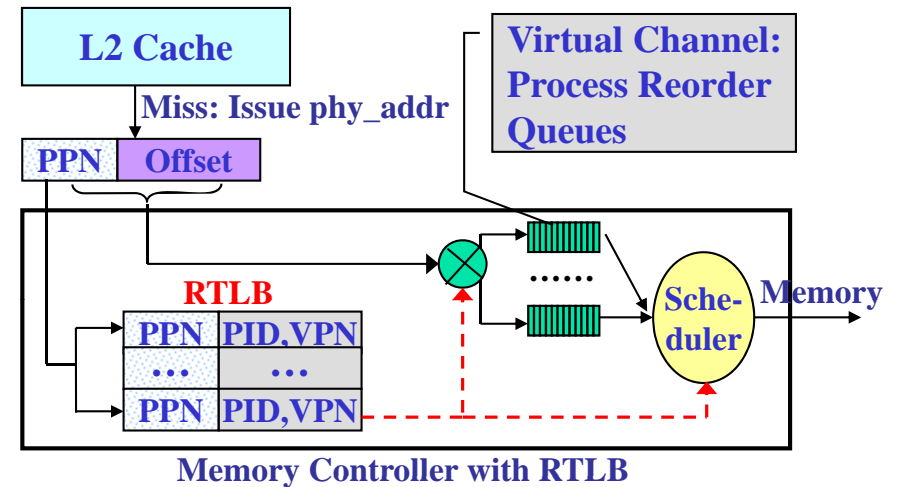 L2 Cache
Virtual Channel:
Process Reorder
Queues
Miss: Issue phy_addr
PPN Offset
RTLB
PPN PID,VPN
... ...
PPN PID,VPN
......
Sche-
duler
Memory
Memory Controller with RTLB